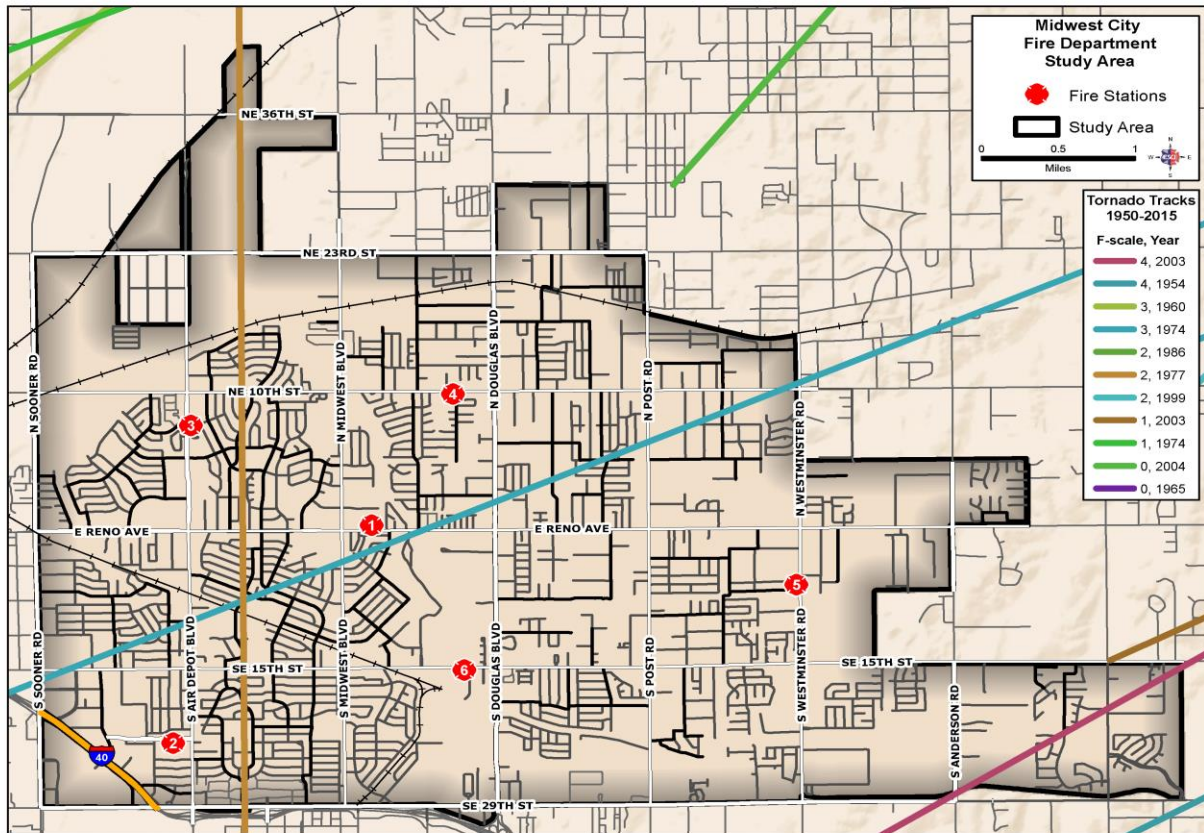 Midwest City
Fire Department
Study Area
Fire Stations
Study Area
0 0.5 1
Miles
N
W E
S
Tornado Tracks
1950-2015
F-scale, Year
4, 2003
4, 1954
3, 1960
3, 1974
2, 1986
2, 1977
2, 1999
1, 2003
1, 1974
0, 2004
0, 1965
NE 36TH ST
NE 23RD ST
N SOONER RD
N MIDWEST BLVD
N DOUGLAS BLVD
N POST RD
N WESTMINSTER RD
NE 10TH ST
4
3
1
E RENO AVE
E RENO AVE
5
S SOONER RD
S AIR DEPOT BLVD
S MIDWEST BLVD
S DOUGLAS BLVD
S POST RD
S WESTMINSTER RD
SE 15TH ST
6
SE 15TH ST
S ANDERSON RD
2
40
SE 29TH ST